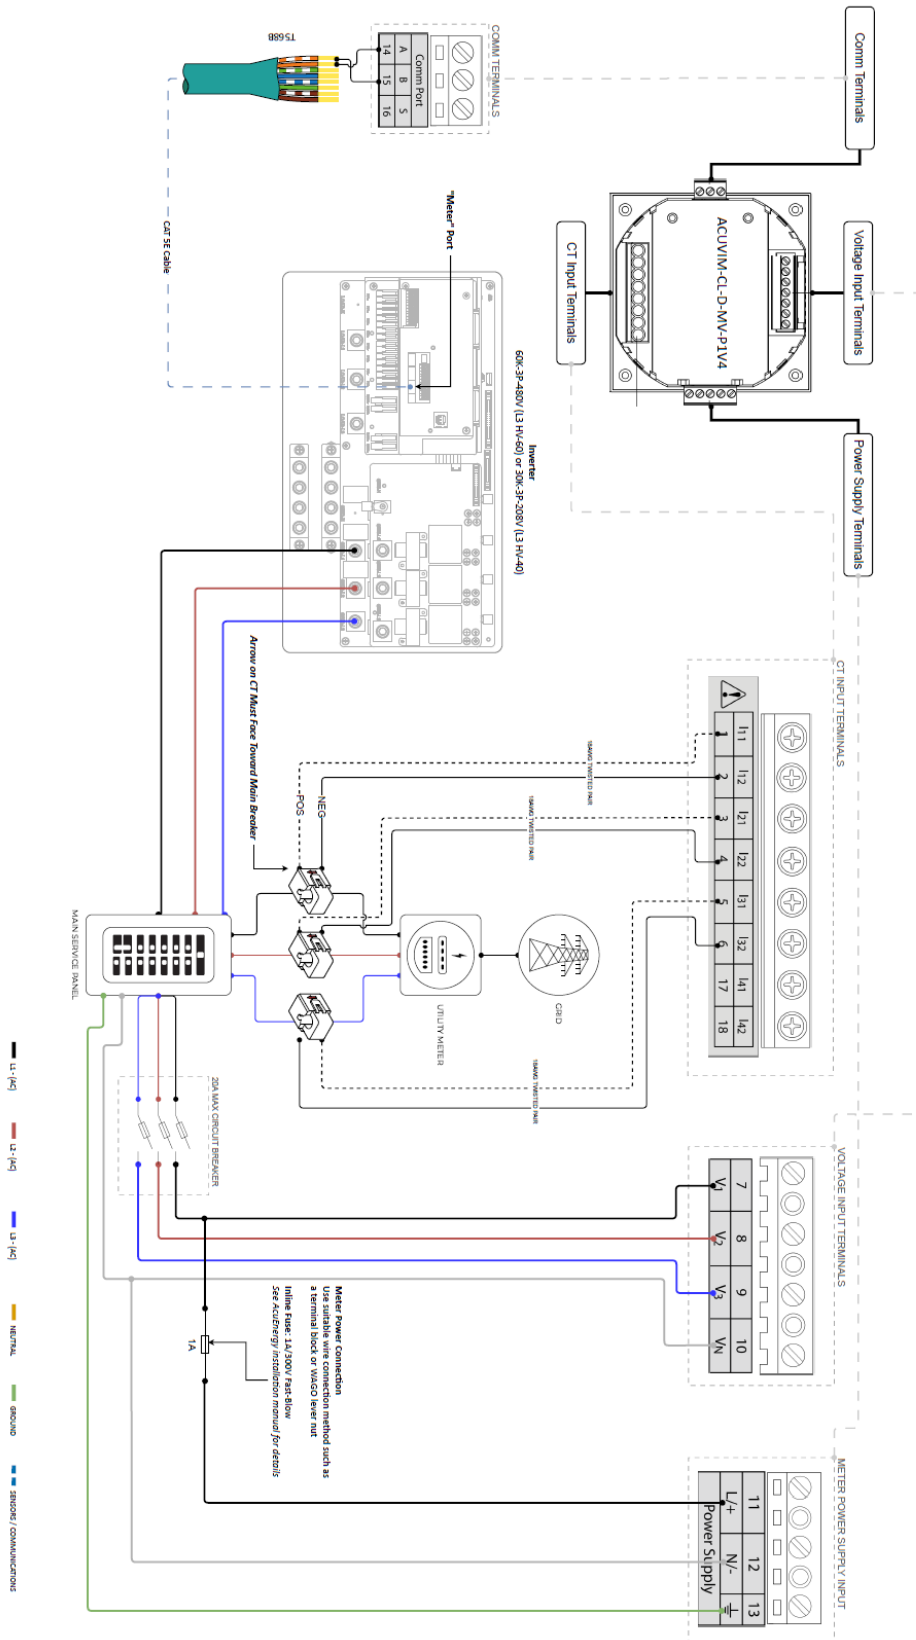 Comm Terminals
Voltage Input Terminals
Power Supply Terminals
CT Input Terminals
ACUVIM-CL-D-MV-P1V4
COMM TERMINALS
Comm Port
A
B
S
14
15
16
T568B
CAT 5E Cable
"Meter" Port
Inverter
60K-3P-480V (L3 HV-60) or 30K-3P-208V (L3 HV-40)
CT INPUT TERMINALS
I11
I12
I21
I22
I31
I32
I41
I42
1
2
3
4
5
6
17
18
18AWG TWISTED PAIR
18AWG TWISTED PAIR
18AWG TWISTED PAIR
NEG
POS
Arrow on CT Must Face Toward Main Breaker
GRID
UTILITY METER
MAIN SERVICE PANEL
20A MAX CIRCUIT BREAKER
VOLTAGE INPUT TERMINALS
7
8
9
10
V1
V2
V3
VN
Meter Power Connection
Use suitable wire connection method such as
a terminal block or WAGO lever nut
Inline Fuse: 1A/300V Fast-Blow
See AcuEnergy installation manual for details
1A
METER POWER SUPPLY INPUT
11
12
13
L/+
N/-
Power Supply
L1 - (AC)
L2 - (AC)
L3 - (AC)
NEUTRAL
GROUND
SENSORS / COMMUNICATIONS